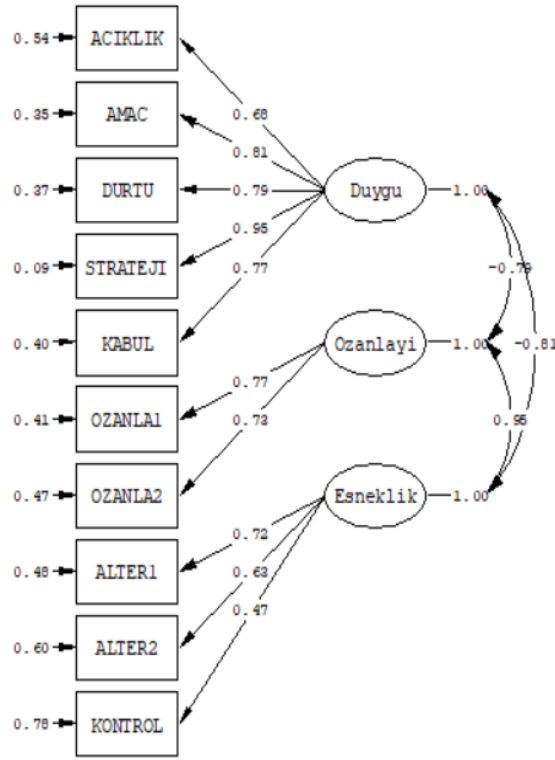 0.54 ACIKLIK
0.68
0.35 AMAC
0.81
0.37 DURTU 0.79 Duygu 1.00
0.95
0.09 STRATEJI
0.77
-0.79
0.40 KABUL Ozanlayi 1.00 -0.81
0.77
0.41 OZANLA1 0.95
0.73
0.47 OZANLA2 Esneklik 1.00
0.72
0.48 ALTER1 0.63
0.47
0.60 ALTER2
0.78 KONTROL